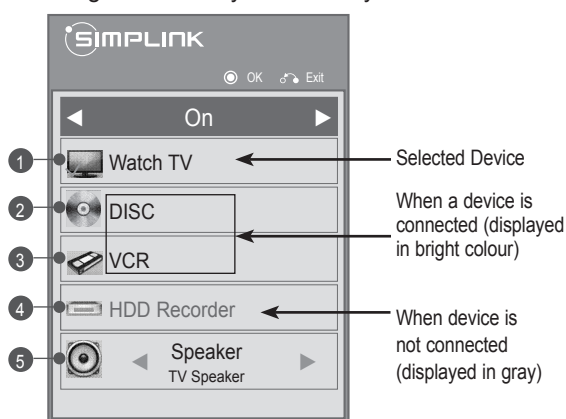 SIMPLINK
OK Exit
On
1 Watch TV
Selected Device
2 DISC
When a device is
connected (displayed
in bright colour)
3 VCR
4 HDD Recorder
When device is
not connected
(displayed in gray)
5 Speaker
TV Speaker